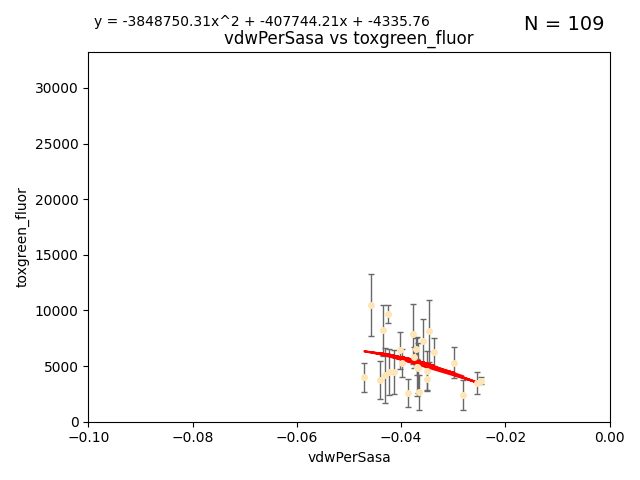 y = -3848750.31x^2 + -407744.21x + -4335.76
N = 109
vdwPerSasa vs toxgreen_fluor
30000
25000
20000
15000
10000
5000
0
toxgreen_fluor
−0.10
−0.08
−0.06
−0.04
−0.02
0.00
vdwPerSasa